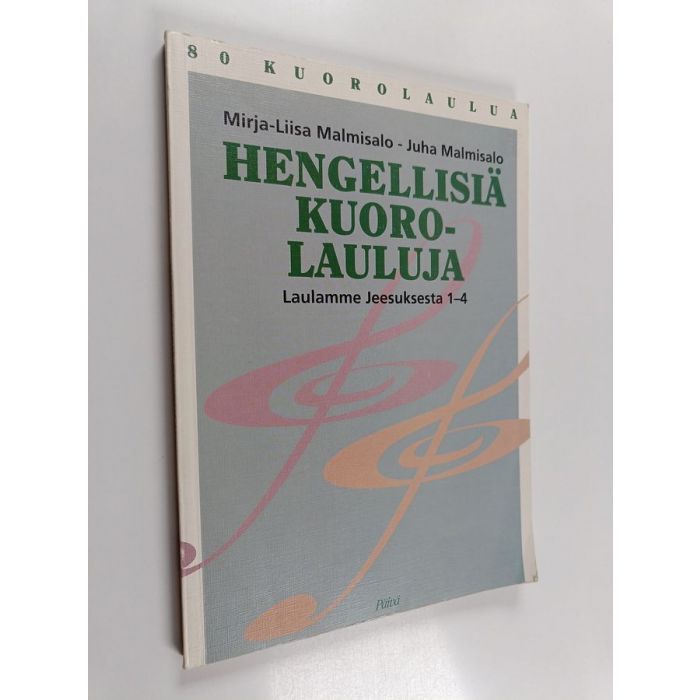 80 KUOROLAULUA
Mirja-Liisa Malmisalo - Juha Malmisalo
HENGELLISIÄ
KUORO-
LAULUJA
Laulamme Jeesuksesta 1–4
Päivä